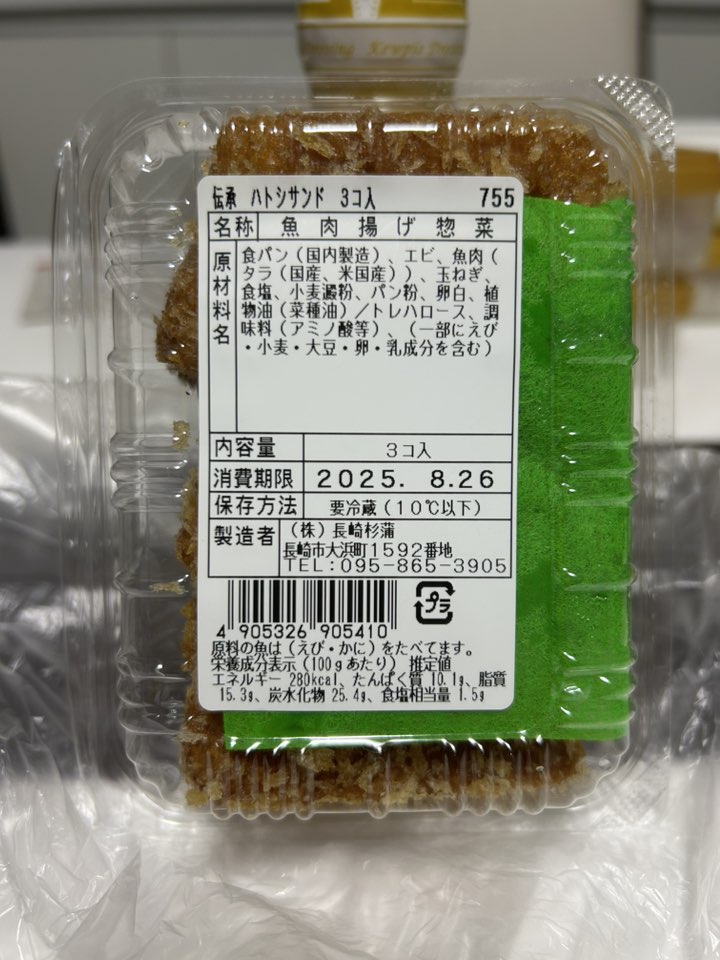 Dressing Kewpie Dres
伝承 ハトシサンド 3コ入 755
名称 魚肉揚げ惣菜
原材料名 食パン(国内製造)、エビ、魚肉(
タラ(国産、米国産))、玉ねぎ、
食塩、小麦澱粉、パン粉、卵白、植
物油(菜種油)/トレハロース、調
味料(アミノ酸等)、(一部にえび
・小麦・大豆・卵・乳成分を含む)
内容量 3コ入
消費期限 2025. 8.26
保存方法 要冷蔵(10℃以下)
製造者 (株)長崎杉蒲
長崎市大浜町1592番地
TEL:095-865-3905
プラ
4 905326 905410
原料の魚は(えび・かに)をたべてます。
栄養成分表示(100gあたり) 推定値
エネルギー 280kcal、たんぱく質 10.1g、脂質
15.3g、炭水化物 25.4g、食塩相当量 1.5g